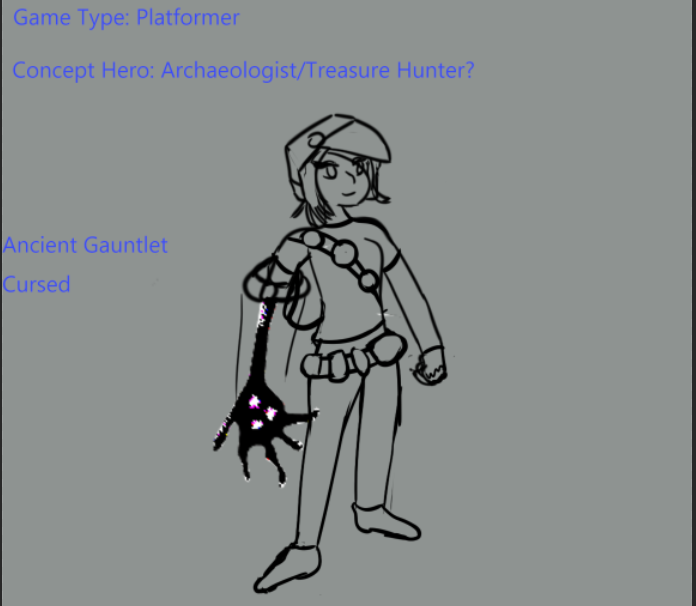 Game Type: Platformer
Concept Hero: Archaeologist/Treasure Hunter?
Ancient Gauntlet
Cursed